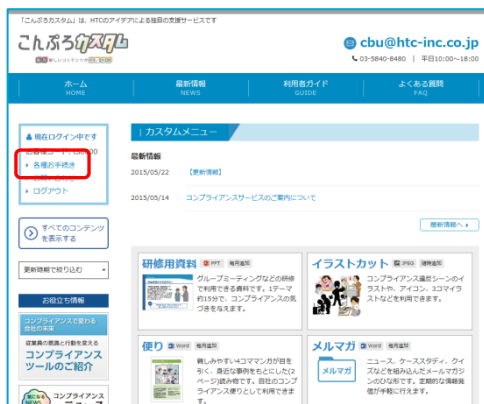 「こんぷろカスタム」は、HTCのアイデアによる独自の支援サービスです
こんぷろカスタム
cbu@htc-inc.co.jp
03-5840-8480 | 平日10:00~18:00
ホーム
HOME
最新情報
NEWS
利用者ガイド
GUIDE
よくある質問
FAQ
現在ログイン中です
各種お手続き
ログアウト
すべてのコンテンツ
を表示する
更新時期で絞り込む
お役立ち情報
コンプライアンスで変わる
会社の未来
従業員の意識と行動を変える
コンプライアンス
ツールのご紹介
気になる
NEWS
コンプライアンス
カスタムメニュー
最新情報
2015/05/22 【更新情報】
2015/05/14 コンプライアンスサービスのご案内について
最新情報へ
研修用資料 PPT 毎月追加
グループミーティングなどの研修
で利用できる資料です。1テーマ
約15分で、コンプライアンスの気
づきを与えます。
イラストカット JPEG 随時追加
コンプライアンス違反シーンのイ
ラストや、アイコン、1コマイラ
ストなどを利用できます。
便り Word 毎月追加
親しみやすい4コママンガが目を
引く、身近な事例をもとにした(2
ページ)読み物です。自社のコンプ
ライアンス便りとして利用できま
す。
メルマガ Word 毎月追加
メルマガ
ニュース、ケーススタディ、クイ
ズなどを組み込んだメールマガジ
ンのひな形です。定期的な情報発
信が手軽に行えます。